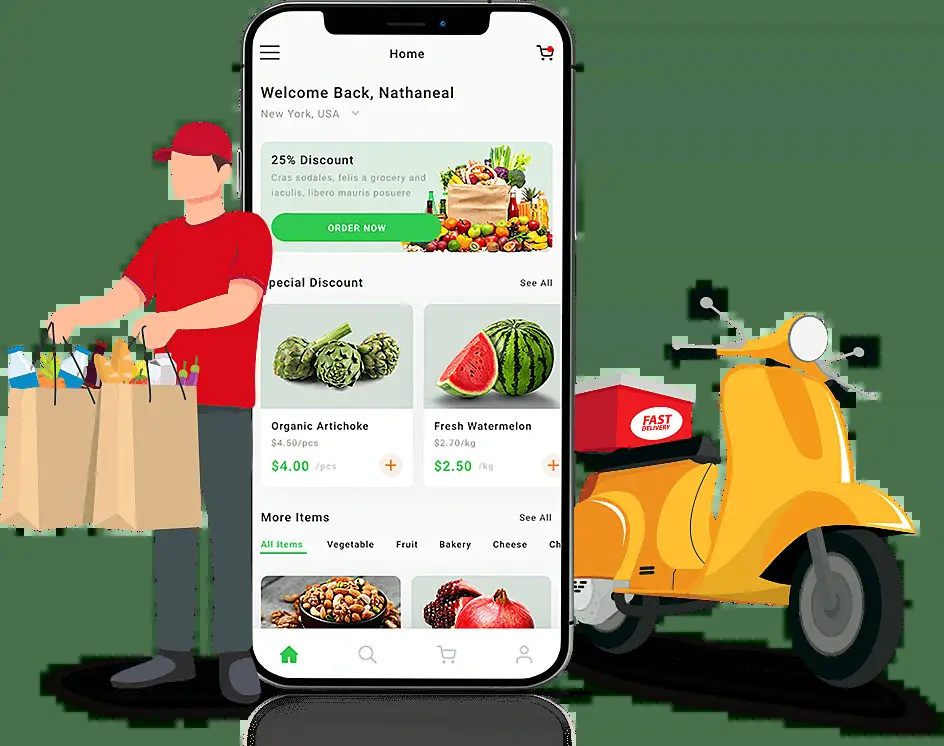 Home
Welcome Back, Nathaneal
New York, USA
25% Discount
Cras sodales, felis a grocery and
iaculis, libero mauris posuere
ORDER NOW
pecial Discount
See All
Organic Artichoke
$4.50/pcs
$4.00 /pcs
+
Fresh Watermelon
$2.70/kg
$2.50 /kg
+
FAST
DELIVERY
More Items
See All
All Items Vegetable Fruit Bakery Cheese Ch